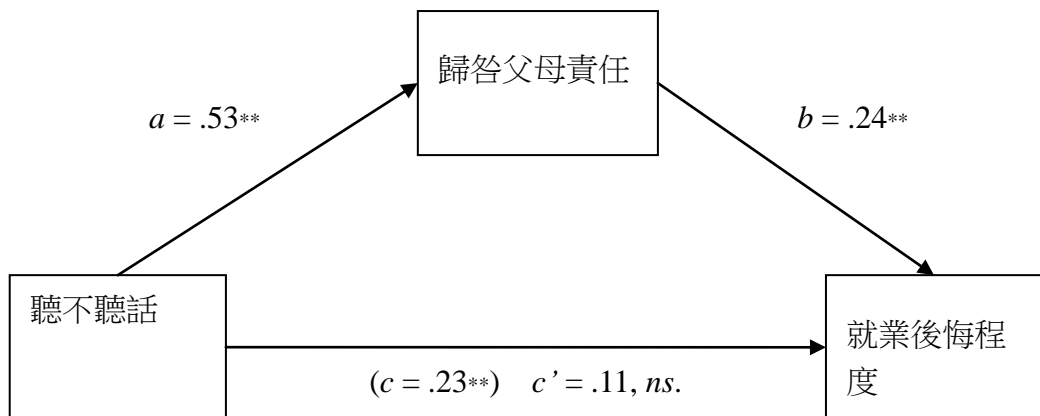 歸咎父母責任
a = .53**
b = .24**
聽不聽話
就業後悔程
度
(c = .23**) c’ = .11, ns.